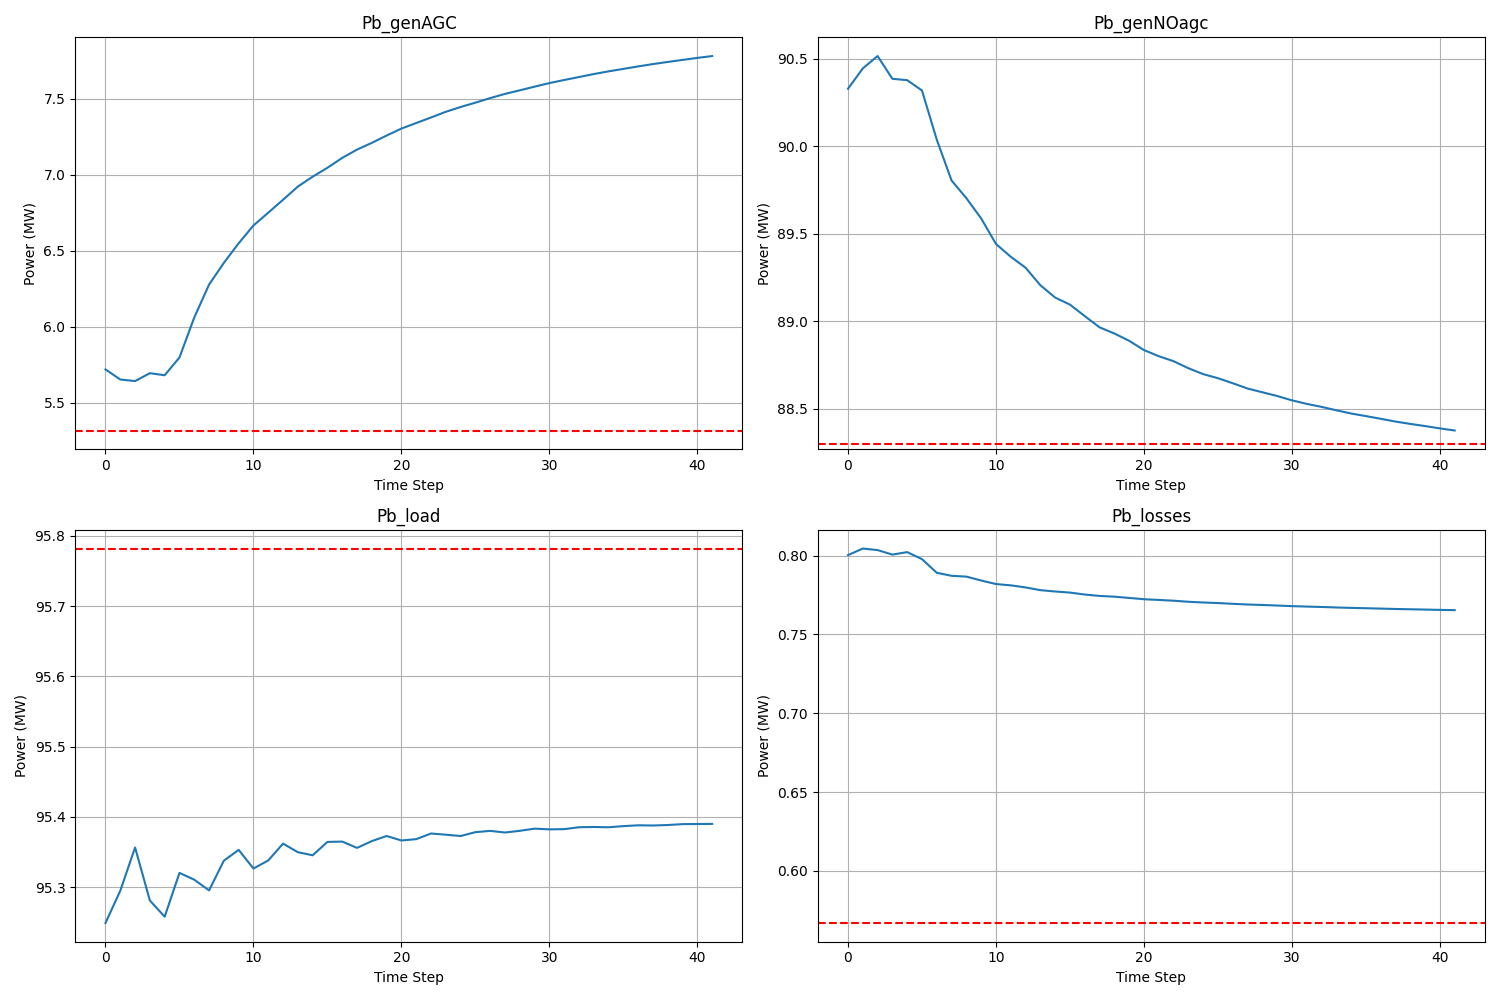 Pb_genAGC
Power (MW)
7.5
7.0
6.5
6.0
5.5
0 10 20 30 40
Time Step
Pb_genNOagc
Power (MW)
90.5
90.0
89.5
89.0
88.5
0 10 20 30 40
Time Step
Pb_load
Power (MW)
95.8
95.7
95.6
95.5
95.4
95.3
0 10 20 30 40
Time Step
Pb_losses
Power (MW)
0.80
0.75
0.70
0.65
0.60
0 10 20 30 40
Time Step